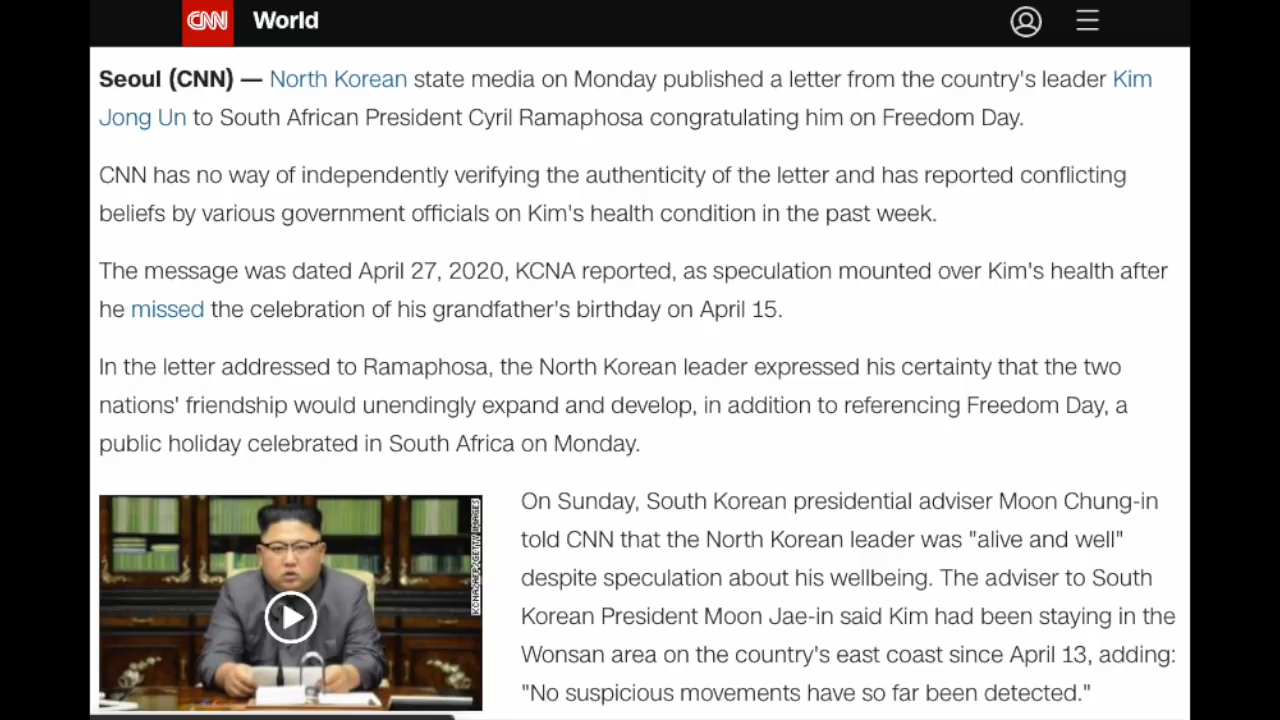 CNN World
Seoul (CNN) — North Korean state media on Monday published a letter from the country's leader Kim
Jong Un to South African President Cyril Ramaphosa congratulating him on Freedom Day.
CNN has no way of independently verifying the authenticity of the letter and has reported conflicting
beliefs by various government officials on Kim's health condition in the past week.
The message was dated April 27, 2020, KCNA reported, as speculation mounted over Kim's health after
he missed the celebration of his grandfather's birthday on April 15.
In the letter addressed to Ramaphosa, the North Korean leader expressed his certainty that the two
nations' friendship would unendingly expand and develop, in addition to referencing Freedom Day, a
public holiday celebrated in South Africa on Monday.
KCNA/AFP/GETTY IMAGES
On Sunday, South Korean presidential adviser Moon Chung-in
told CNN that the North Korean leader was "alive and well"
despite speculation about his wellbeing. The adviser to South
Korean President Moon Jae-in said Kim had been staying in the
Wonsan area on the country's east coast since April 13, adding:
"No suspicious movements have so far been detected."